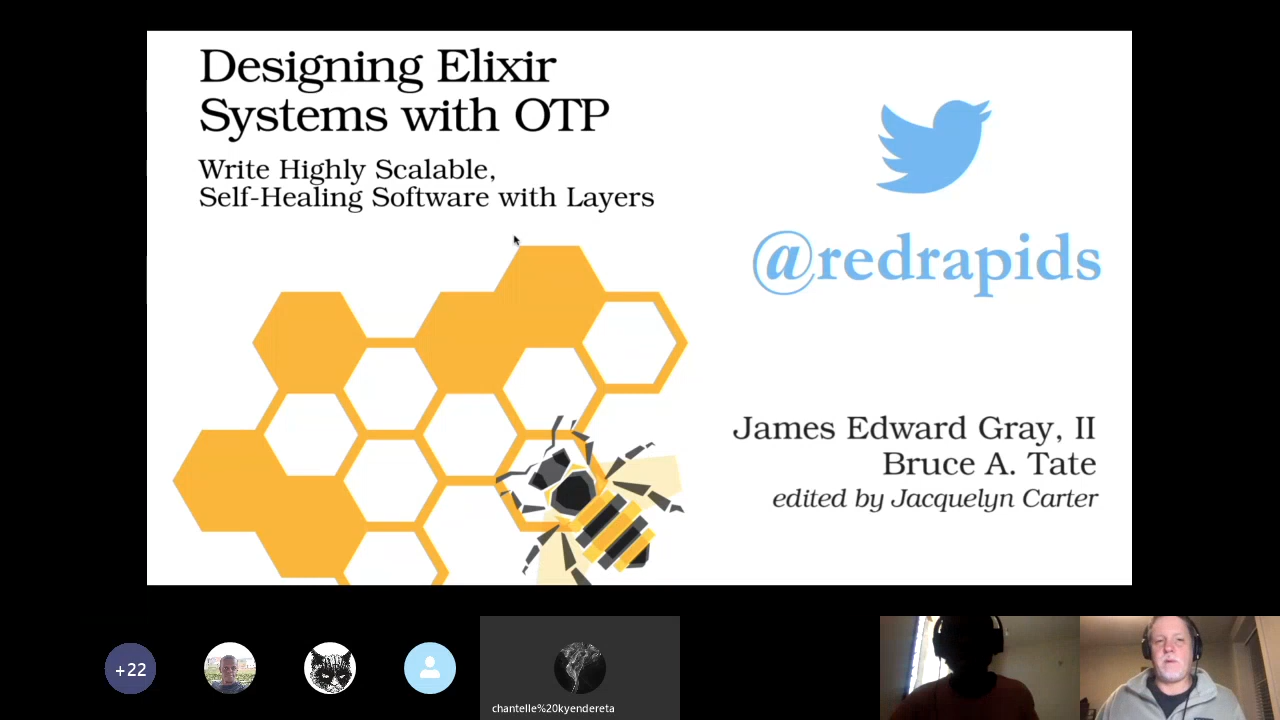 Designing Elixir
Systems with OTP
Write Highly Scalable,
Self-Healing Software with Layers
@redrapids
James Edward Gray, II
Bruce A. Tate
edited by Jacquelyn Carter
+22
chantelle%20kyendereta